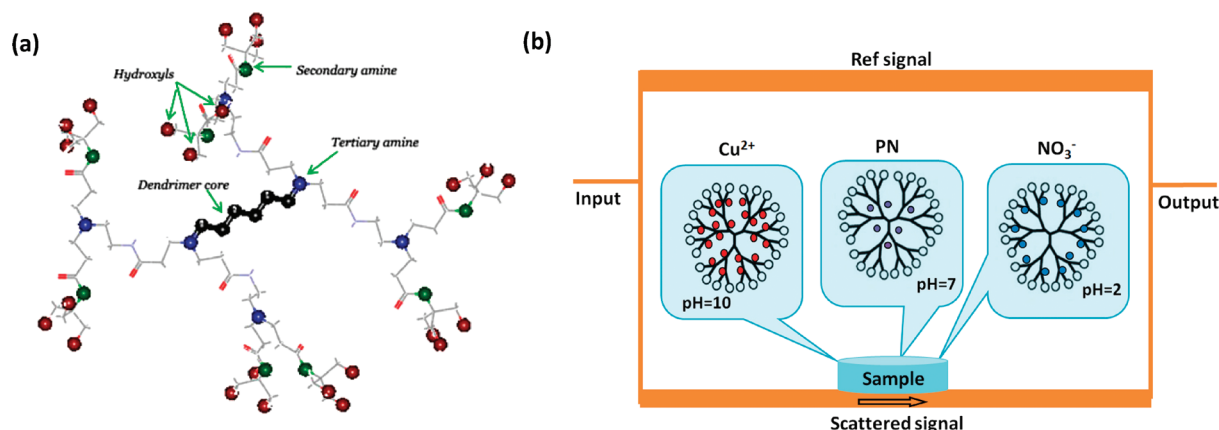 (a)
Hydroxyls
Secondary amine
Tertiary amine
Dendrimer core
(b)
Ref signal
Cu²⁺
PN
NO₃⁻
Input
Output
pH=10
pH=7
pH=2
Sample
Scattered signal